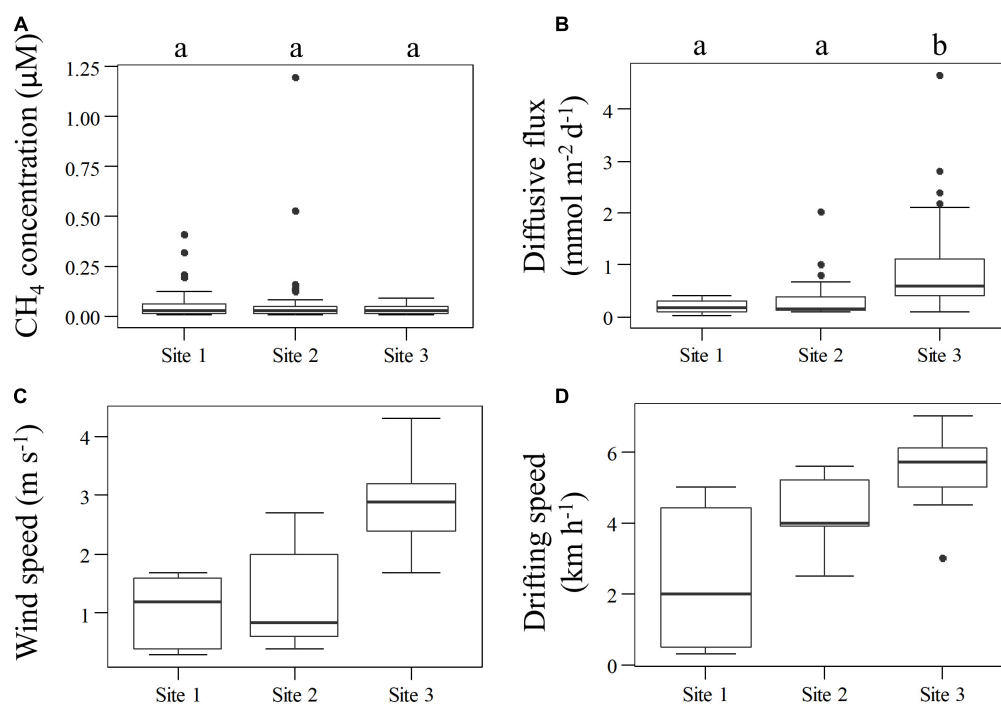 A
a a a
CH₄ concentration (μM)
1.25
1.00
0.75
0.50
0.25
0.00
Site 1 Site 2 Site 3
B
a a b
Diffusive flux
(mmol m⁻² d⁻¹)
4
3
2
1
0
Site 1 Site 2 Site 3
C
Wind speed (m s⁻¹)
4
3
2
1
Site 1 Site 2 Site 3
D
Drifting speed
(km h⁻¹)
6
4
2
0
Site 1 Site 2 Site 3